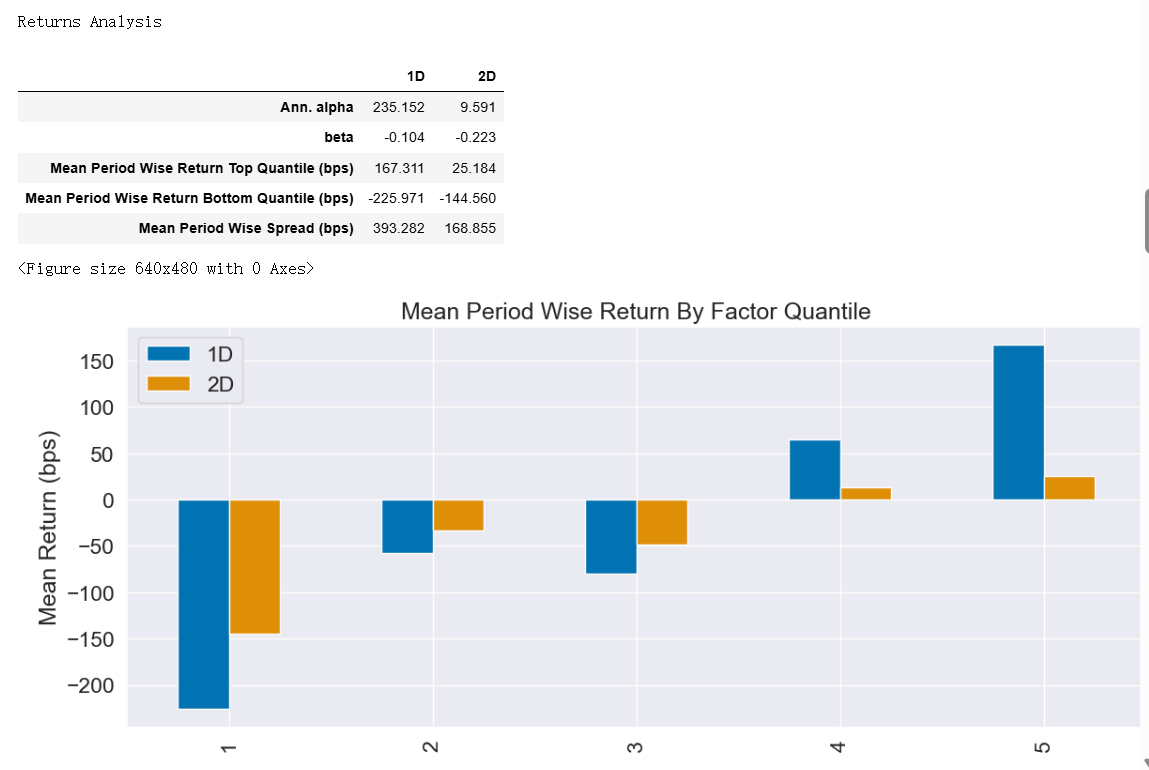 Returns Analysis
1D 2D
Ann. alpha 235.152 9.591
beta -0.104 -0.223
Mean Period Wise Return Top Quantile (bps) 167.311 25.184
Mean Period Wise Return Bottom Quantile (bps) -225.971 -144.560
Mean Period Wise Spread (bps) 393.282 168.855
<Figure size 640x480 with 0 Axes>
Mean Period Wise Return By Factor Quantile
1D
2D
Mean Return (bps)
150
100
50
0
−50
−100
−150
−200
1 2 3 4 5